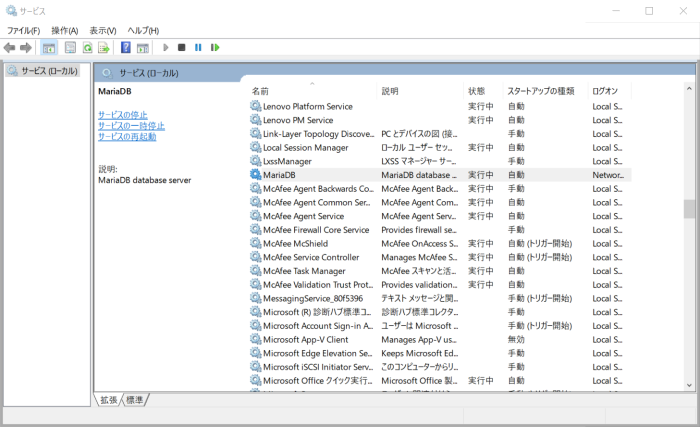 サービス
ファイル(F) 操作(A) 表示(V) ヘルプ(H)
サービス (ローカル)
サービス (ローカル)
MariaDB
サービスの停止
サービスの一時停止
サービスの再起動
説明:
MariaDB database server
名前 説明 状態 スタートアップの種類 ログオン
Lenovo Platform Service 実行中 自動 Local S...
Lenovo PM Service 実行中 自動 Local S...
Link-Layer Topology Discove... PC とデバイスの図 (接... 手動 Local S...
Local Session Manager ローカル ユーザー セッ... 実行中 自動 Local S...
LxssManager LXSS マネージャー サー... 手動 Local S...
MariaDB MariaDB database ... 実行中 自動 Networ...
McAfee Agent Backwards Co... McAfee Agent Back... 実行中 自動 Local S...
McAfee Agent Common Ser... McAfee Agent Com... 実行中 自動 Local S...
McAfee Agent Service McAfee Agent Serv... 実行中 自動 Local S...
McAfee Firewall Core Service Provides firewall se... 手動 Local S...
McAfee McShield McAfee OnAccess S... 実行中 自動 (トリガー開始) Local S...
McAfee Service Controller Manages McAfee S... 実行中 自動 (トリガー開始) Local S...
McAfee Task Manager McAfee スキャンと活... 実行中 自動 Local S...
McAfee Validation Trust Prot... Provides validation... 実行中 自動 Local S...
MessagingService_80f5396 テキスト メッセージと関... 手動 (トリガー開始) Local S...
Microsoft (R) 診断ハブ標準コ... 診断ハブ標準コレクタ... 手動 Local S...
Microsoft Account Sign-in A... ユーザーは Microsoft ... 手動 (トリガー開始) Local S...
Microsoft App-V Client Manages App-V us... 無効 Local S...
Microsoft Edge Elevation Se... Keeps Microsoft Ed... 手動 Local S...
Microsoft iSCSI Initiator Serv... このコンピューターからリ... 手動 Local S...
Microsoft Office クイック実行... Microsoft Office 製... 実行中 自動 Local S...
拡張 標準